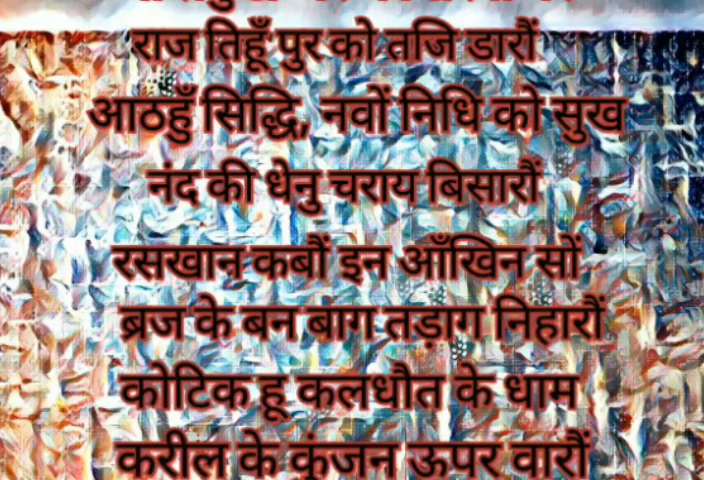 राज तिहूँ पुर को तजि डारौं
आठहुँ सिद्धि, नवों निधि को सुख
नंद की धेनु चराय बिसारौं
रसखान कबौं इन आँखिन सों
ब्रज के बन बाग तड़ाग निहारौं
कोटिक हू कलधौत के धाम
करील के कुंजन ऊपर वारौं